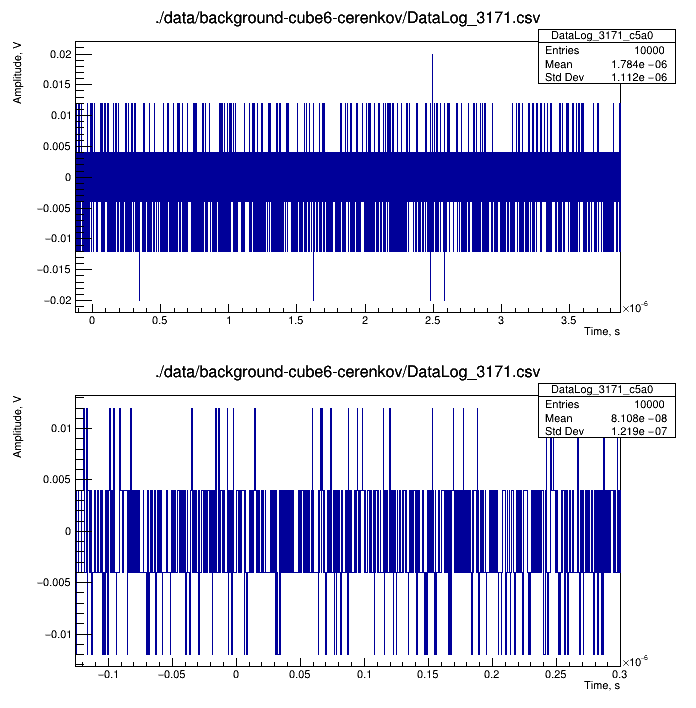 ./data/background-cube6-cerenkov/DataLog_3171.csv
Amplitude, V
DataLog_3171_c5a0
Entries 10000
Mean 1.784e −06
Std Dev 1.112e −06
0.02
0.015
0.01
0.005
0
−0.005
−0.01
−0.015
−0.02
0 0.5 1 1.5 2 2.5 3 3.5
×10-6
Time, s
./data/background-cube6-cerenkov/DataLog_3171.csv
Amplitude, V
DataLog_3171_c5a0
Entries 10000
Mean 8.108e −08
Std Dev 1.219e −07
0.01
0.005
0
−0.005
−0.01
−0.1 −0.05 0 0.05 0.1 0.15 0.2 0.25 0.3
×10-6
Time, s